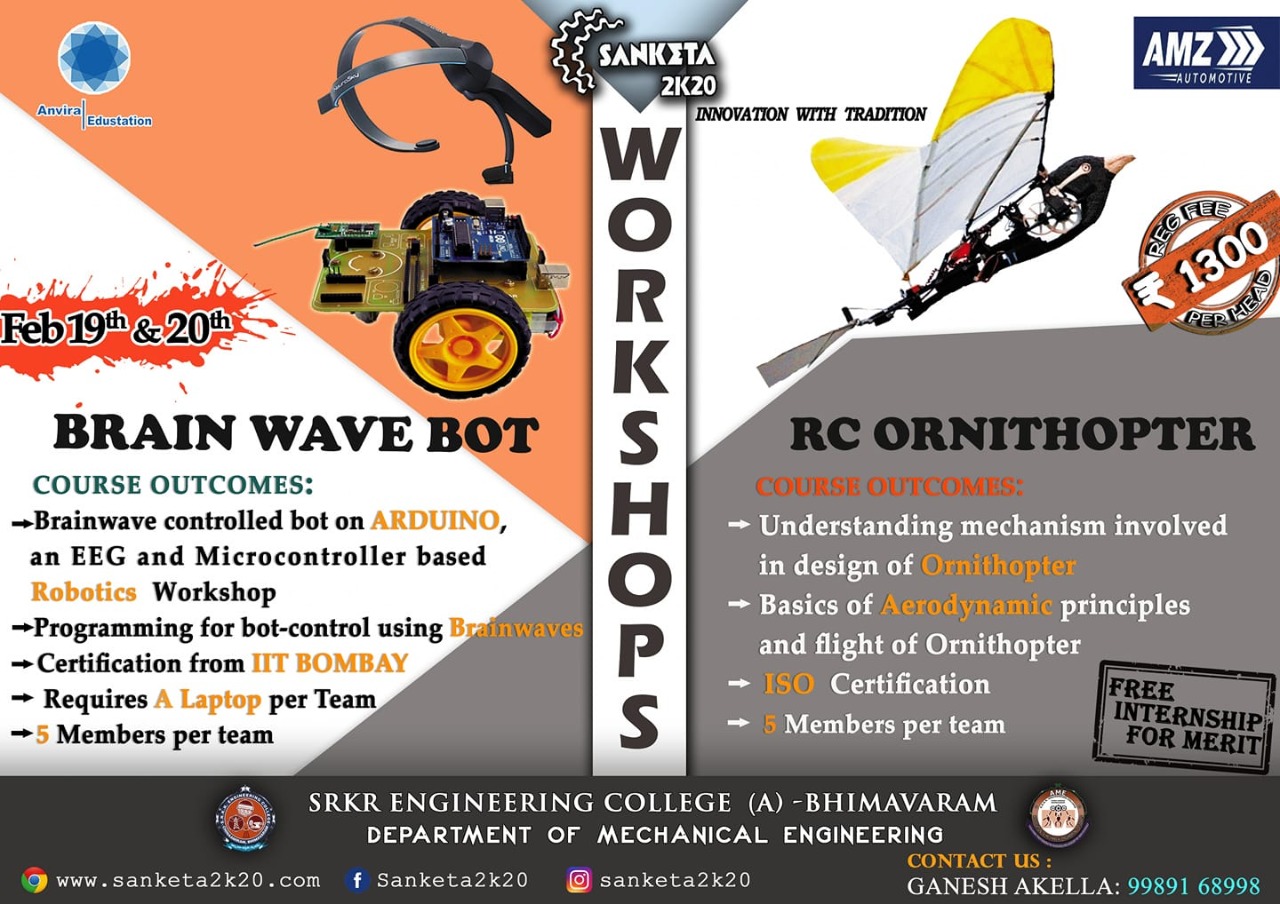 Anvira Edustation
SANKETA
2K20
INNOVATION WITH TRADITION
AMZ
AUTOMOTIVE
WORKSHOPS
REG FEE
₹ 1300
PER HEAD
Feb 19th & 20th
BRAIN WAVE BOT
COURSE OUTCOMES:
Brainwave controlled bot on ARDUINO,
an EEG and Microcontroller based
Robotics Workshop
Programming for bot-control using Brainwaves
Certification from IIT BOMBAY
Requires A Laptop per Team
5 Members per team
RC ORNITHOPTER
COURSE OUTCOMES:
Understanding mechanism involved
in design of Ornithopter
Basics of Aerodynamic principles
and flight of Ornithopter
ISO Certification
5 Members per team
FREE
INTERNSHIP
FOR MERIT
SRKR ENGINEERING COLLEGE (A) -BHIMAVARAM
DEPARTMENT OF MECHANICAL ENGINEERING
www.sanketa2k20.com
Sanketa2k20
sanketa2k20
CONTACT US :
GANESH AKELLA: 99891 68998